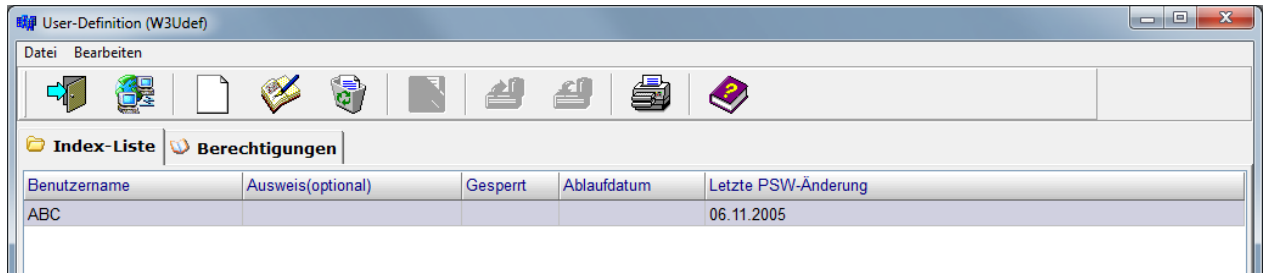 User-Definition (W3Udef)
Datei Bearbeiten
Index-Liste Berechtigungen
Benutzername Ausweis(optional) Gesperrt Ablaufdatum Letzte PSW-Änderung
ABC 06.11.2005